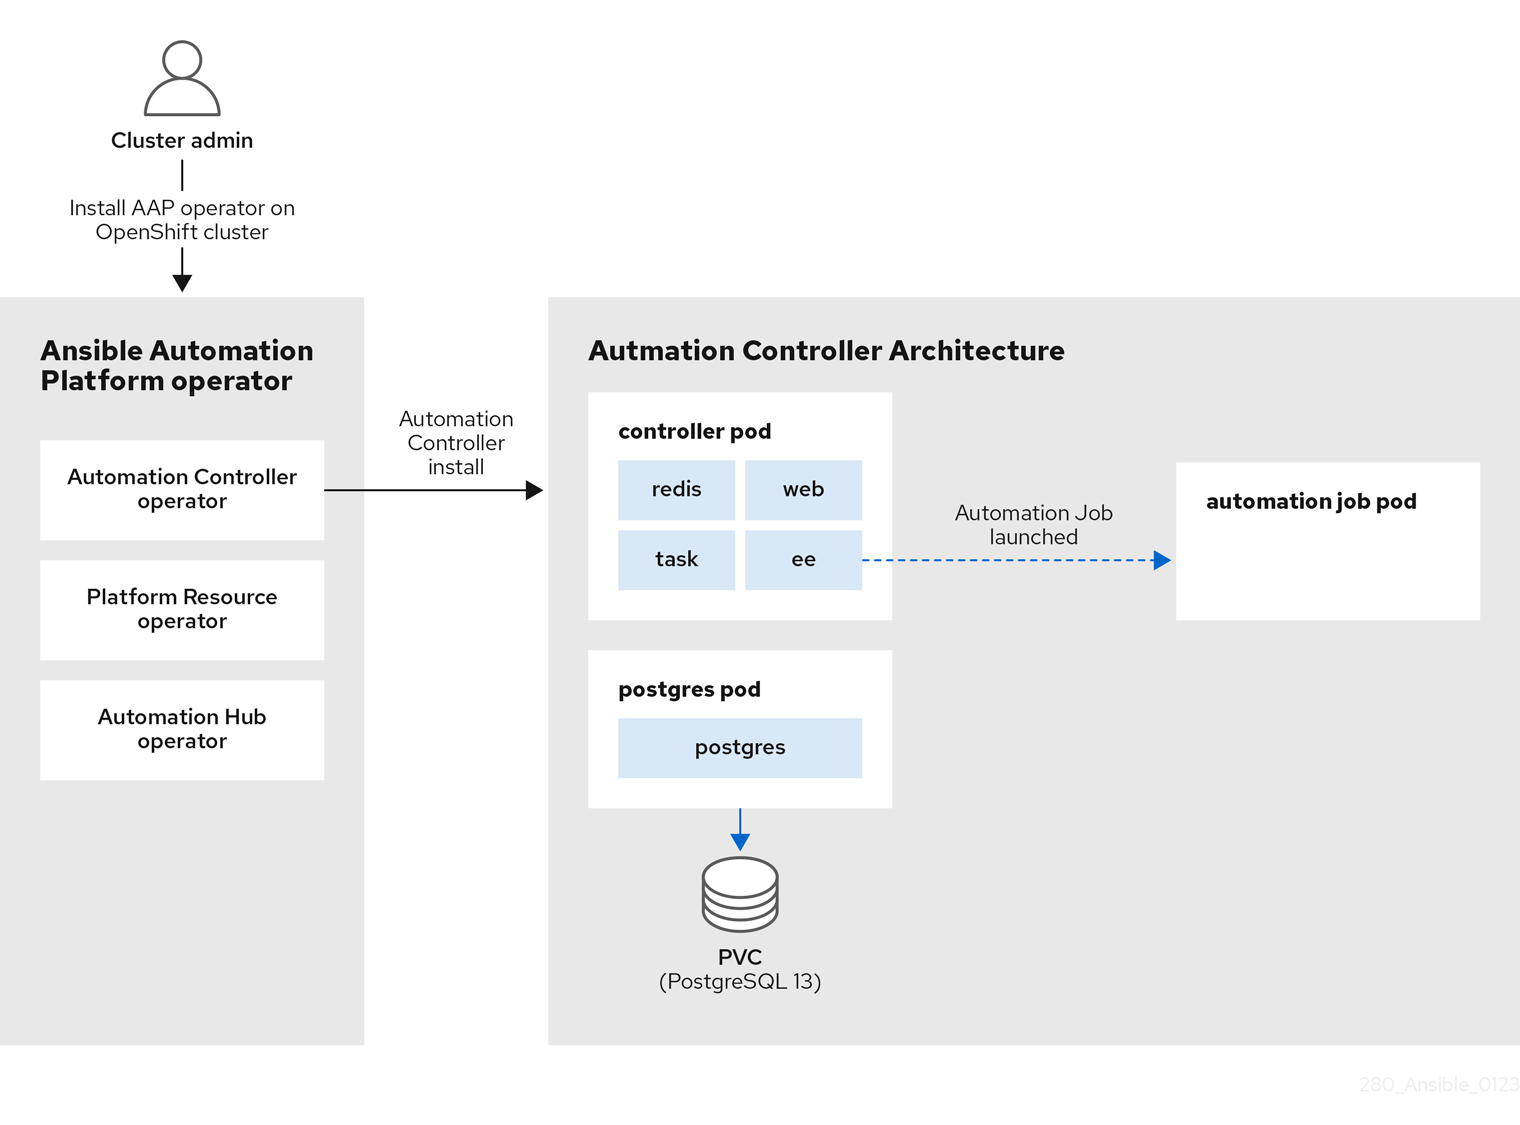 Cluster admin
Install AAP operator on
OpenShift cluster
Ansible Automation
Platform operator
Automation Controller
operator
Platform Resource
operator
Automation Hub
operator
Automation
Controller
install
Autmation Controller Architecture
controller pod
redis
web
task
ee
Automation Job
launched
automation job pod
postgres pod
postgres
PVC
(PostgreSQL 13)
280_Ansible_0123